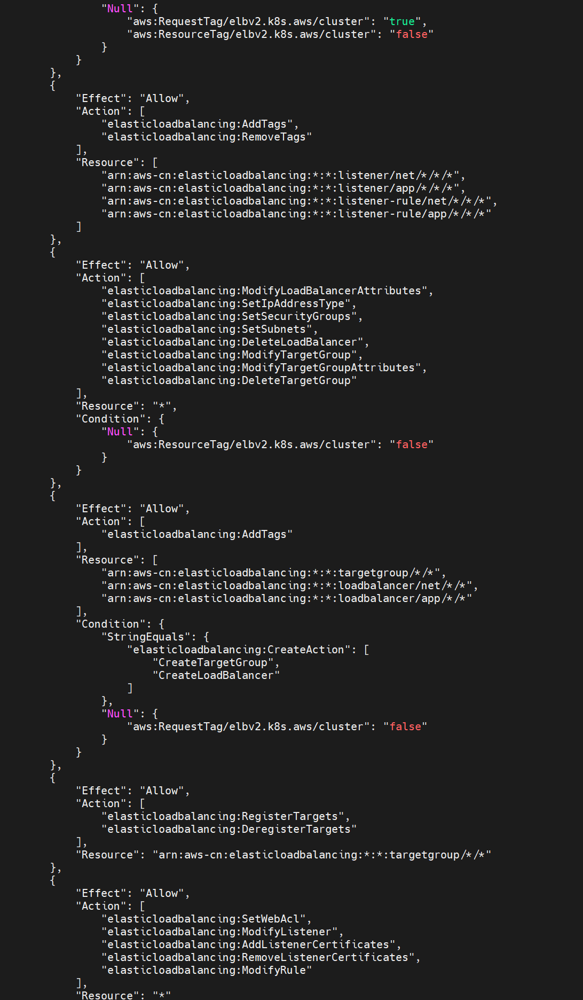 "Null": {
"aws:RequestTag/elbv2.k8s.aws/cluster": "true",
"aws:ResourceTag/elbv2.k8s.aws/cluster": "false"
}
}
},
{
"Effect": "Allow",
"Action": [
"elasticloadbalancing:AddTags",
"elasticloadbalancing:RemoveTags"
],
"Resource": [
"arn:aws-cn:elasticloadbalancing:*:*:listener/net/*/*/*",
"arn:aws-cn:elasticloadbalancing:*:*:listener/app/*/*/*",
"arn:aws-cn:elasticloadbalancing:*:*:listener-rule/net/*/*/*",
"arn:aws-cn:elasticloadbalancing:*:*:listener-rule/app/*/*/*"
]
},
{
"Effect": "Allow",
"Action": [
"elasticloadbalancing:ModifyLoadBalancerAttributes",
"elasticloadbalancing:SetIpAddressType",
"elasticloadbalancing:SetSecurityGroups",
"elasticloadbalancing:SetSubnets",
"elasticloadbalancing:DeleteLoadBalancer",
"elasticloadbalancing:ModifyTargetGroup",
"elasticloadbalancing:ModifyTargetGroupAttributes",
"elasticloadbalancing:DeleteTargetGroup"
],
"Resource": "*",
"Condition": {
"Null": {
"aws:ResourceTag/elbv2.k8s.aws/cluster": "false"
}
}
},
{
"Effect": "Allow",
"Action": [
"elasticloadbalancing:AddTags"
],
"Resource": [
"arn:aws-cn:elasticloadbalancing:*:*:targetgroup/*/*",
"arn:aws-cn:elasticloadbalancing:*:*:loadbalancer/net/*/*",
"arn:aws-cn:elasticloadbalancing:*:*:loadbalancer/app/*/*"
],
"Condition": {
"StringEquals": {
"elasticloadbalancing:CreateAction": [
"CreateTargetGroup",
"CreateLoadBalancer"
]
},
"Null": {
"aws:RequestTag/elbv2.k8s.aws/cluster": "false"
}
}
},
{
"Effect": "Allow",
"Action": [
"elasticloadbalancing:RegisterTargets",
"elasticloadbalancing:DeregisterTargets"
],
"Resource": "arn:aws-cn:elasticloadbalancing:*:*:targetgroup/*/*"
},
{
"Effect": "Allow",
"Action": [
"elasticloadbalancing:SetWebAcl",
"elasticloadbalancing:ModifyListener",
"elasticloadbalancing:AddListenerCertificates",
"elasticloadbalancing:RemoveListenerCertificates",
"elasticloadbalancing:ModifyRule"
],
"Resource": "*"